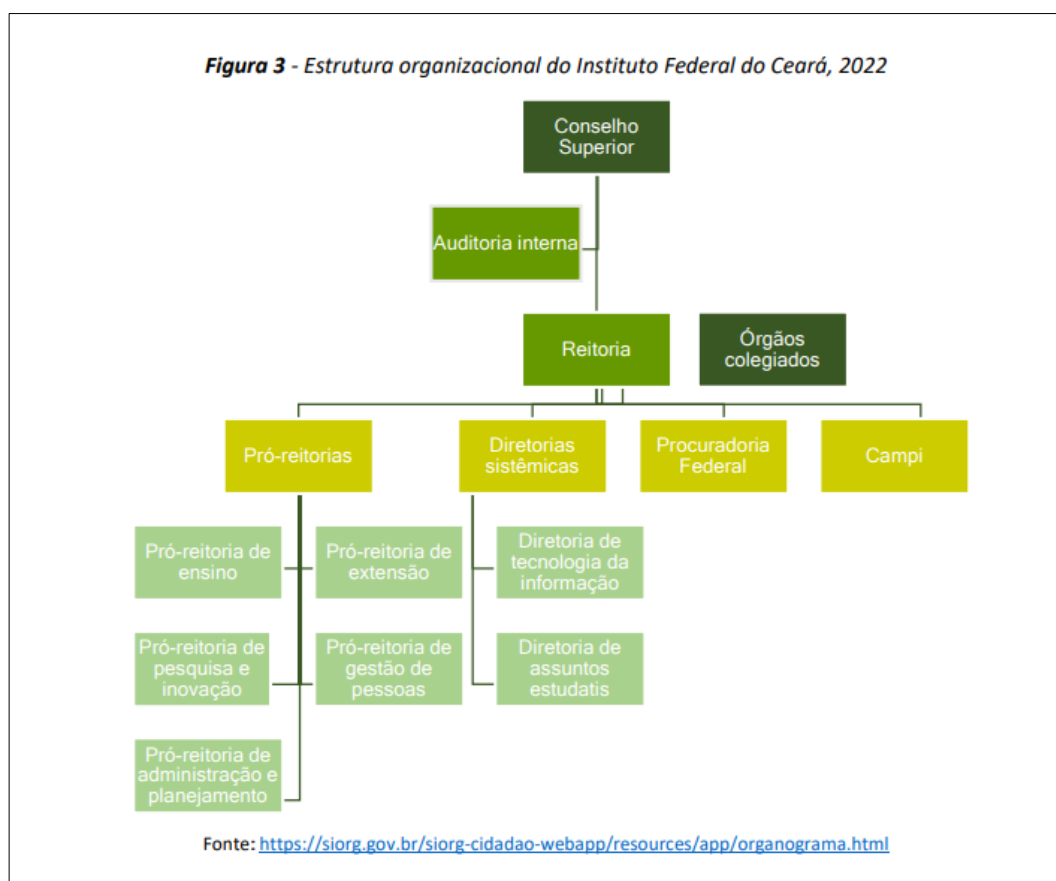 Figura 3 - Estrutura organizacional do Instituto Federal do Ceará, 2022
Conselho
Superior
Auditoria interna
Reitoria
Órgãos
colegiados
Pró-reitorias
Diretorias
sistêmicas
Procuradoria
Federal
Campi
Pró-reitoria de
ensino
Pró-reitoria de
extensão
Diretoria de
tecnologia da
informação
Pró-reitoria de
pesquisa e
inovação
Pró-reitoria de
gestão de
pessoas
Diretoria de
assuntos
estudatis
Pró-reitoria de
administração e
planejamento
Fonte: https://siorg.gov.br/siorg-cidadao-webapp/resources/app/organograma.html